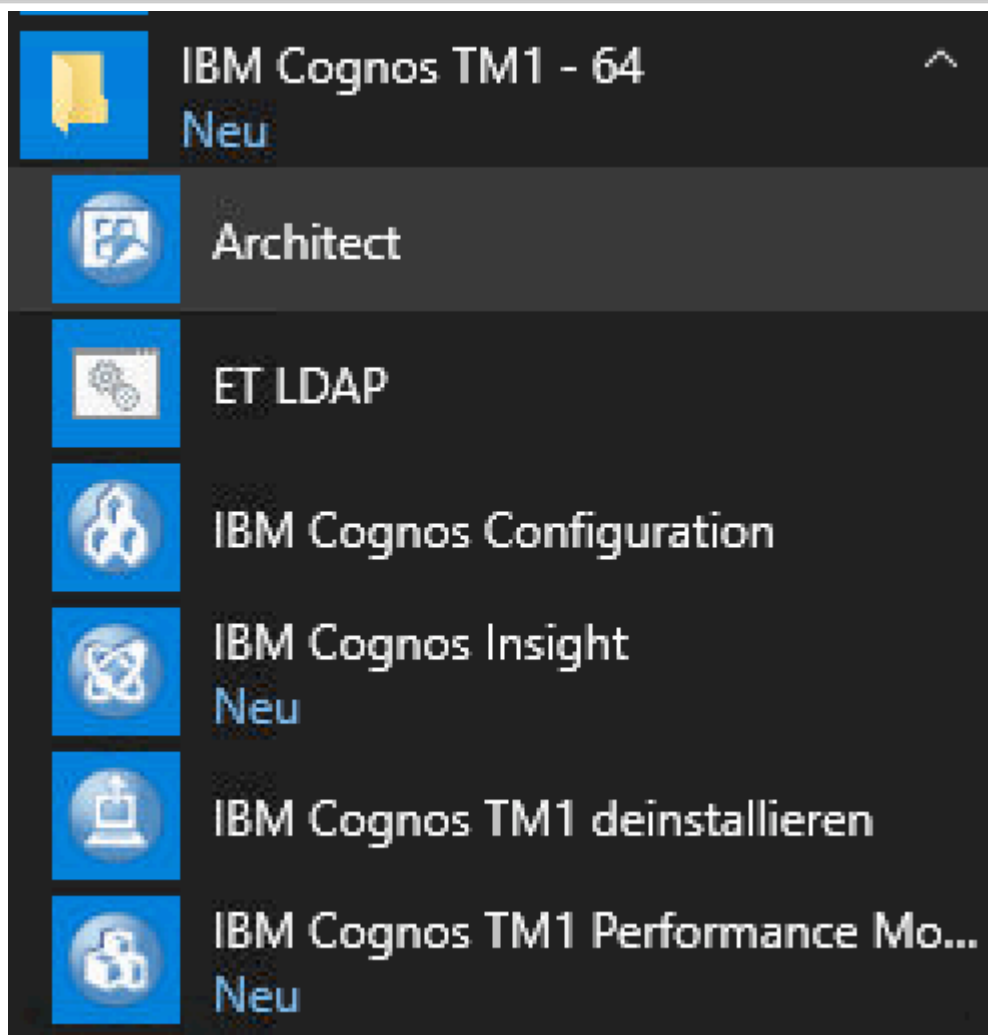 IBM Cognos TM1 - 64
Neu
Architect
ET LDAP
IBM Cognos Configuration
IBM Cognos Insight
Neu
IBM Cognos TM1 deinstallieren
IBM Cognos TM1 Performance Mo...
Neu